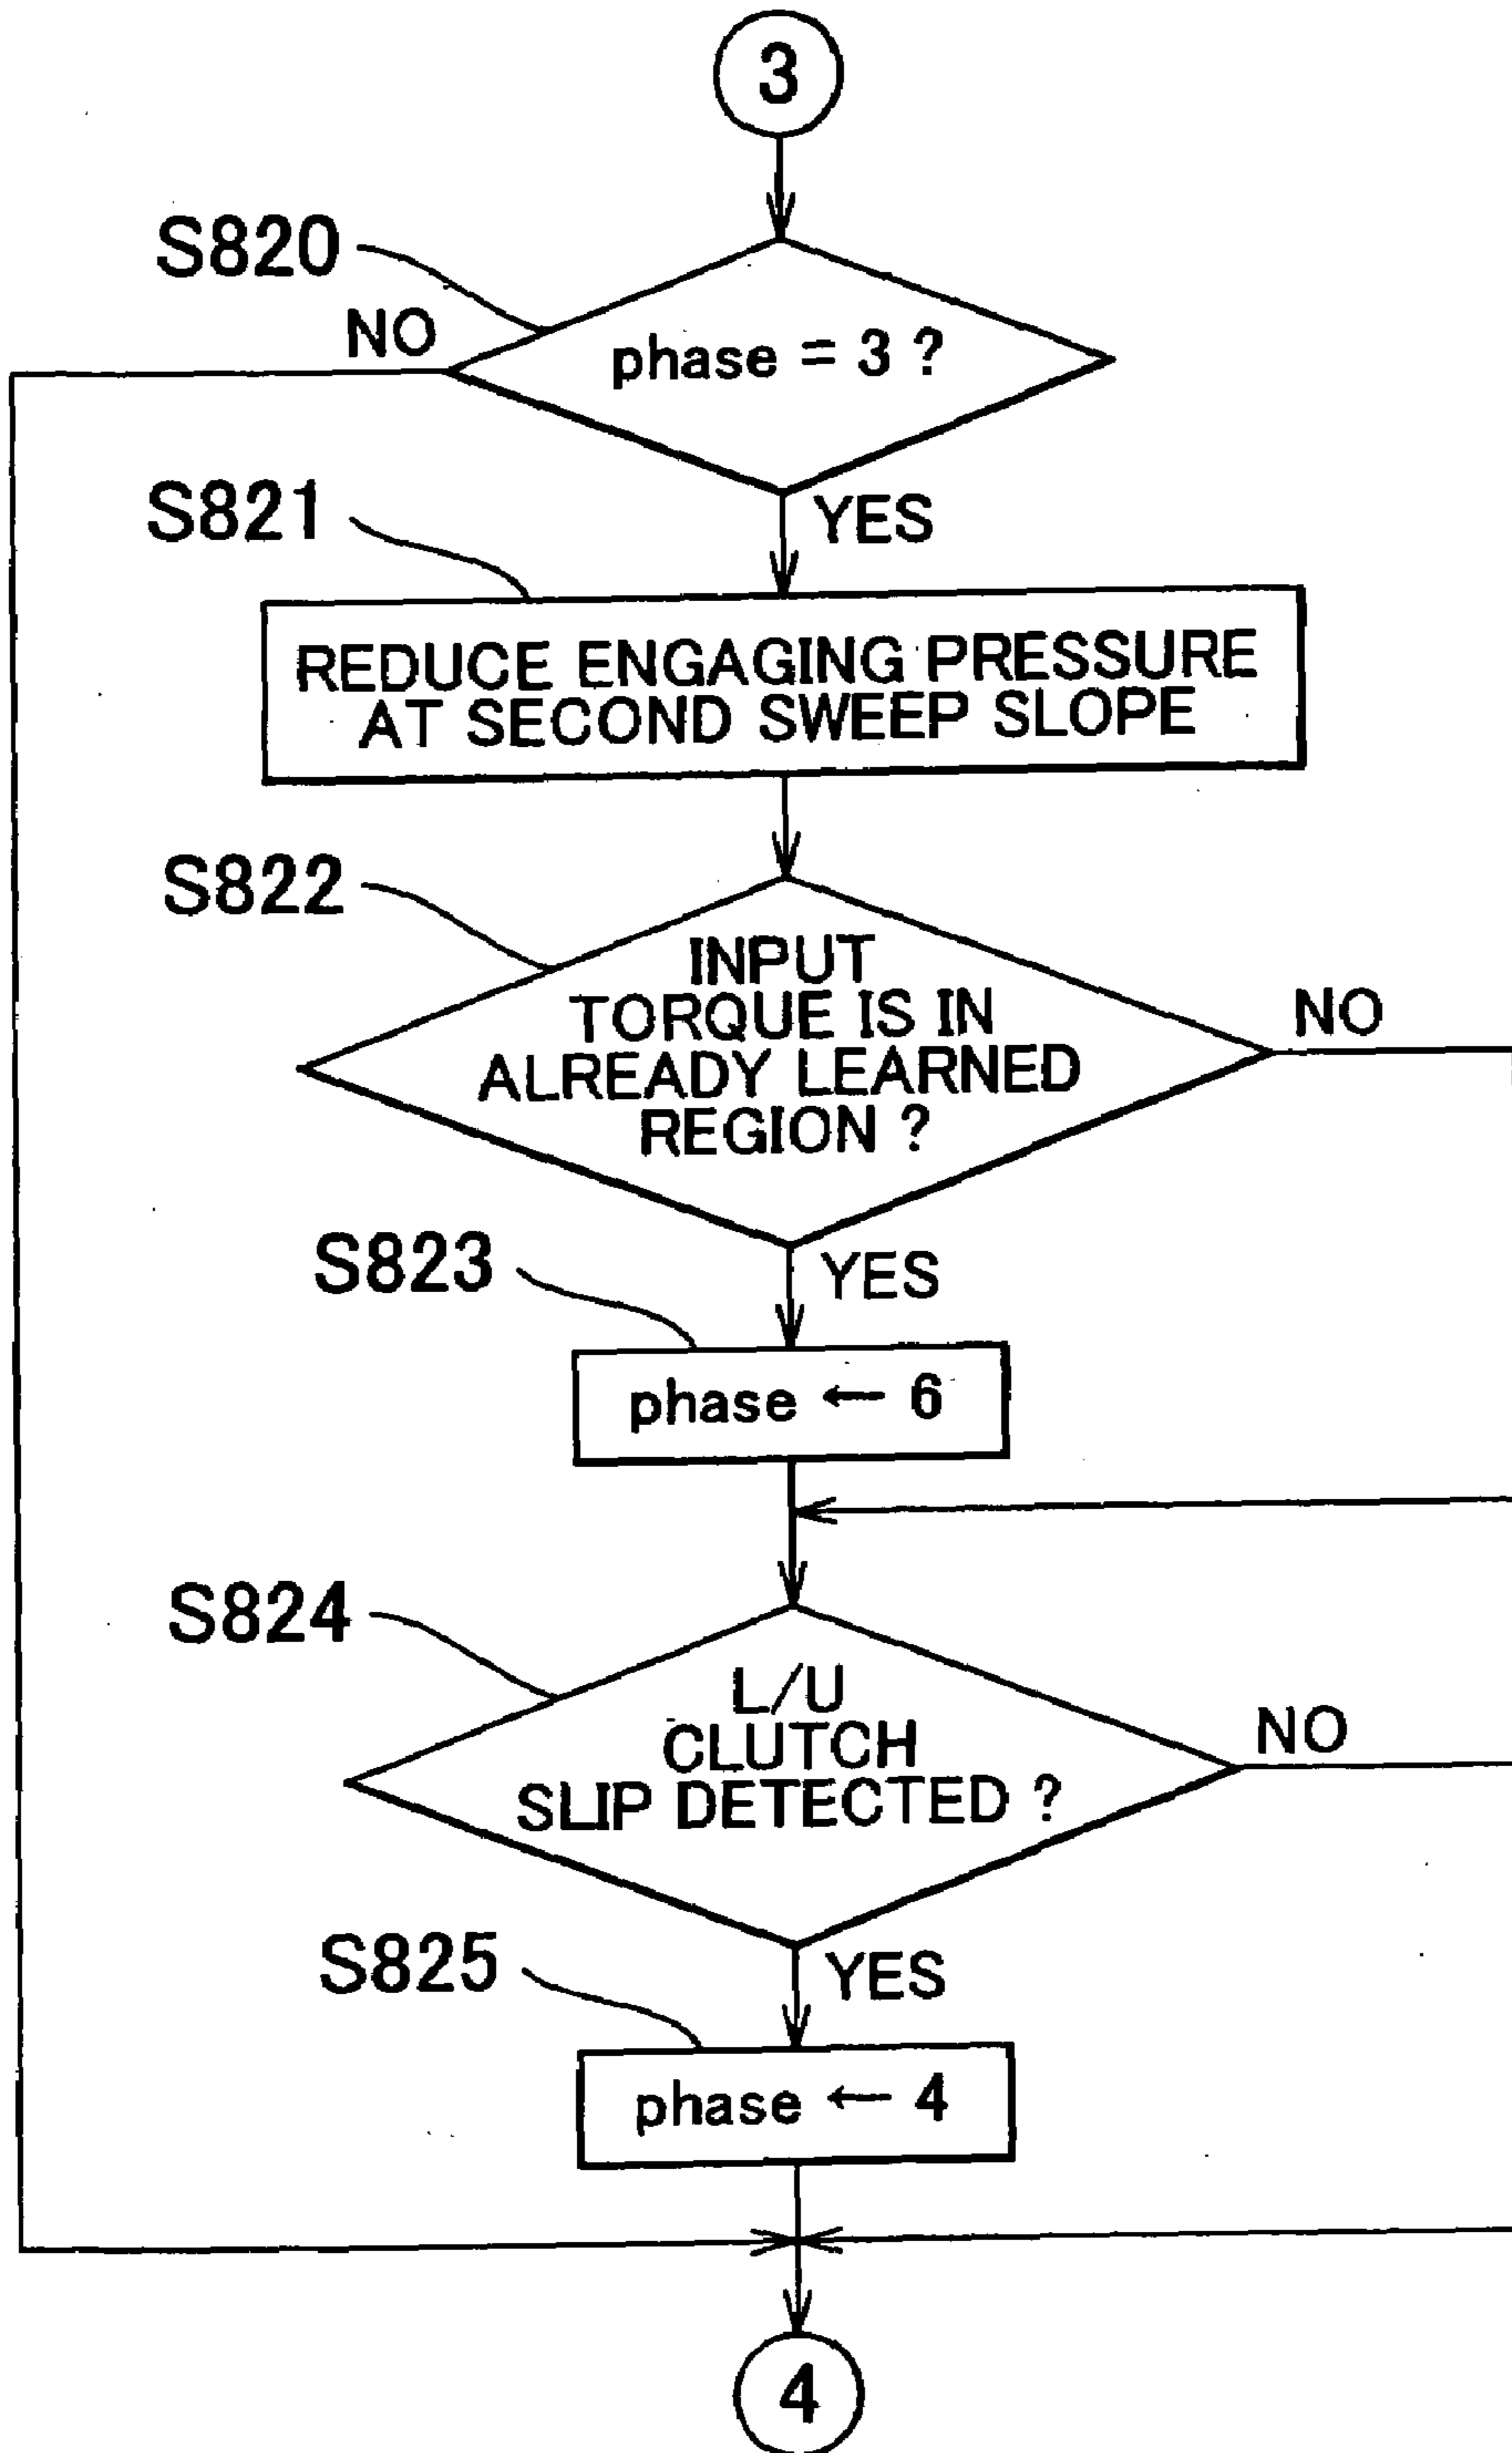 3
S820
NO
phase = 3 ?
S821
YES
REDUCE ENGAGING PRESSURE
AT SECOND SWEEP SLOPE
S822
INPUT
TORQUE IS IN
ALREADY LEARNED
REGION ?
NO
S823
YES
phase ← 6
S824
L/U
CLUTCH
SLIP DETECTED ?
NO
S825
YES
phase ← 4
4